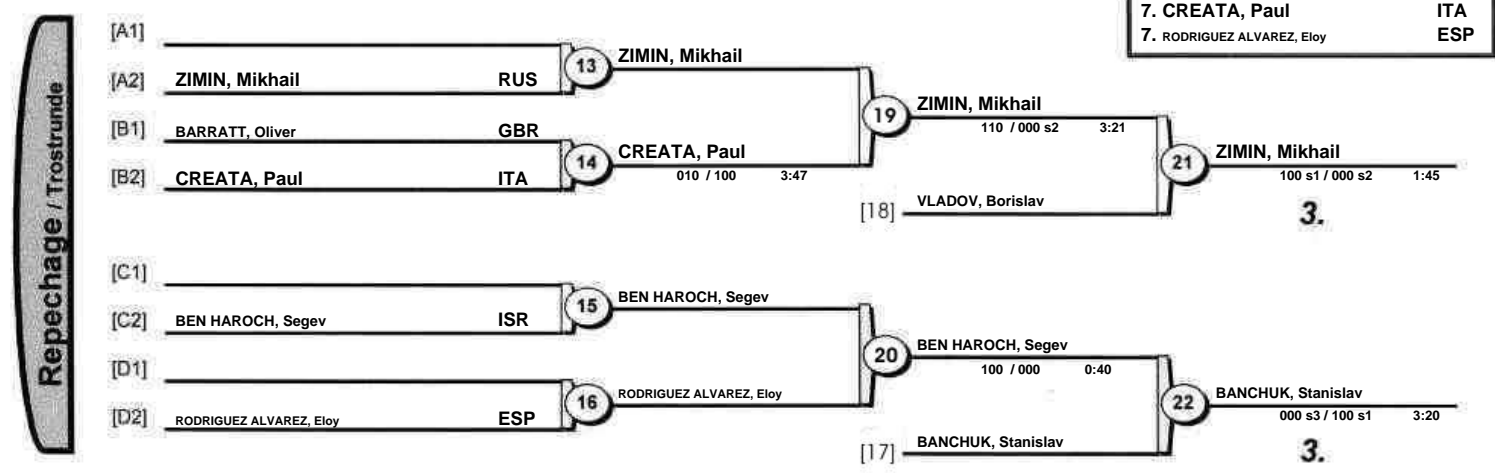 7. CREATA, Paul ITA
7. RODRIGUEZ ALVAREZ, Eloy ESP
Repechage / Trostrunde
[A1]
[A2] ZIMIN, Mikhail RUS
13 ZIMIN, Mikhail
[B1] BARRATT, Oliver GBR
[B2] CREATA, Paul ITA
14 CREATA, Paul
010 / 100 3:47
19 ZIMIN, Mikhail
110 / 000 s2 3:21
[18] VLADOV, Borislav
21 ZIMIN, Mikhail
100 s1 / 000 s2 1:45
3.
[C1]
[C2] BEN HAROCH, Segev ISR
15 BEN HAROCH, Segev
[D1]
[D2] RODRIGUEZ ALVAREZ, Eloy ESP
16 RODRIGUEZ ALVAREZ, Eloy
20 BEN HAROCH, Segev
100 / 000 0:40
[17] BANCHUK, Stanislav
22 BANCHUK, Stanislav
000 s3 / 100 s1 3:20
3.